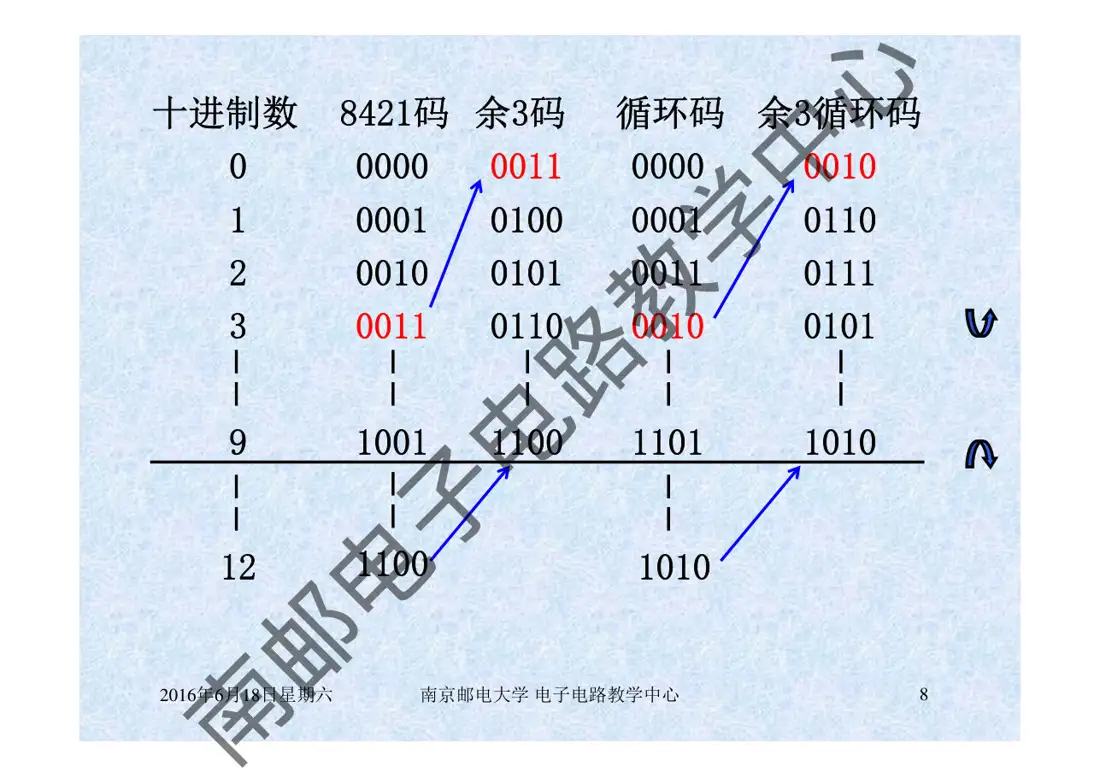 十进制数 8421码 余3码 循环码 余3循环码
0 0000 0011 0000 0010
1 0001 0100 0001 0110
2 0010 0101 0011 0111
3 0011 0110 0010 0101
9 1001 1100 1101 1010
12 1100 1010
2016年6月18日星期六 南京邮电大学 电子电路教学中心 8
南邮电子电路教学中心